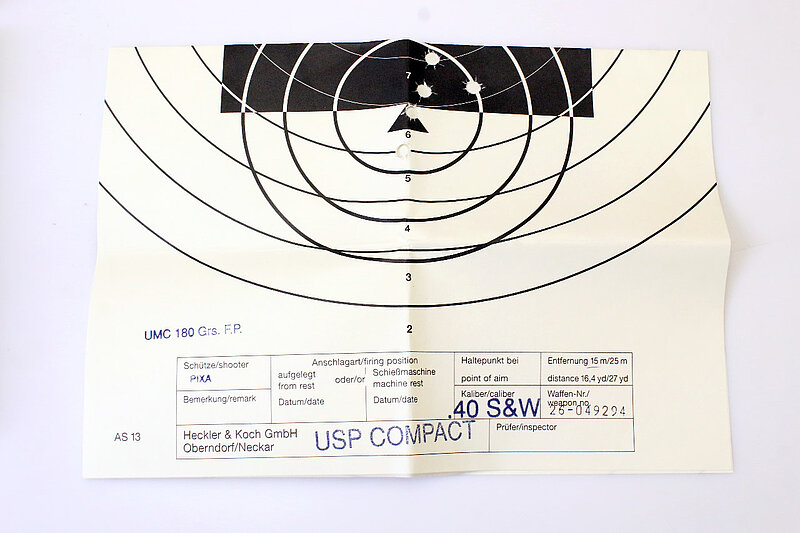 7
6
5
4
3
2
UMC 180 Grs. F.P.
Schütze/shooter
PIXA
Anschlagart/firing position
aufgelegt
from rest
oder/or
Schießmaschine
machine rest
Haltepunkt bei
point of aim
Entfernung 15 m/25 m
distance 16,4 yd/27 yd
Bemerkung/remark
Datum/date
Datum/date
Kaliber/caliber
.40 S&W
Waffen-Nr./
weapon no.
26-049294
AS 13
Heckler & Koch GmbH
Oberndorf/Neckar
USP COMPACT
Prüfer/inspector